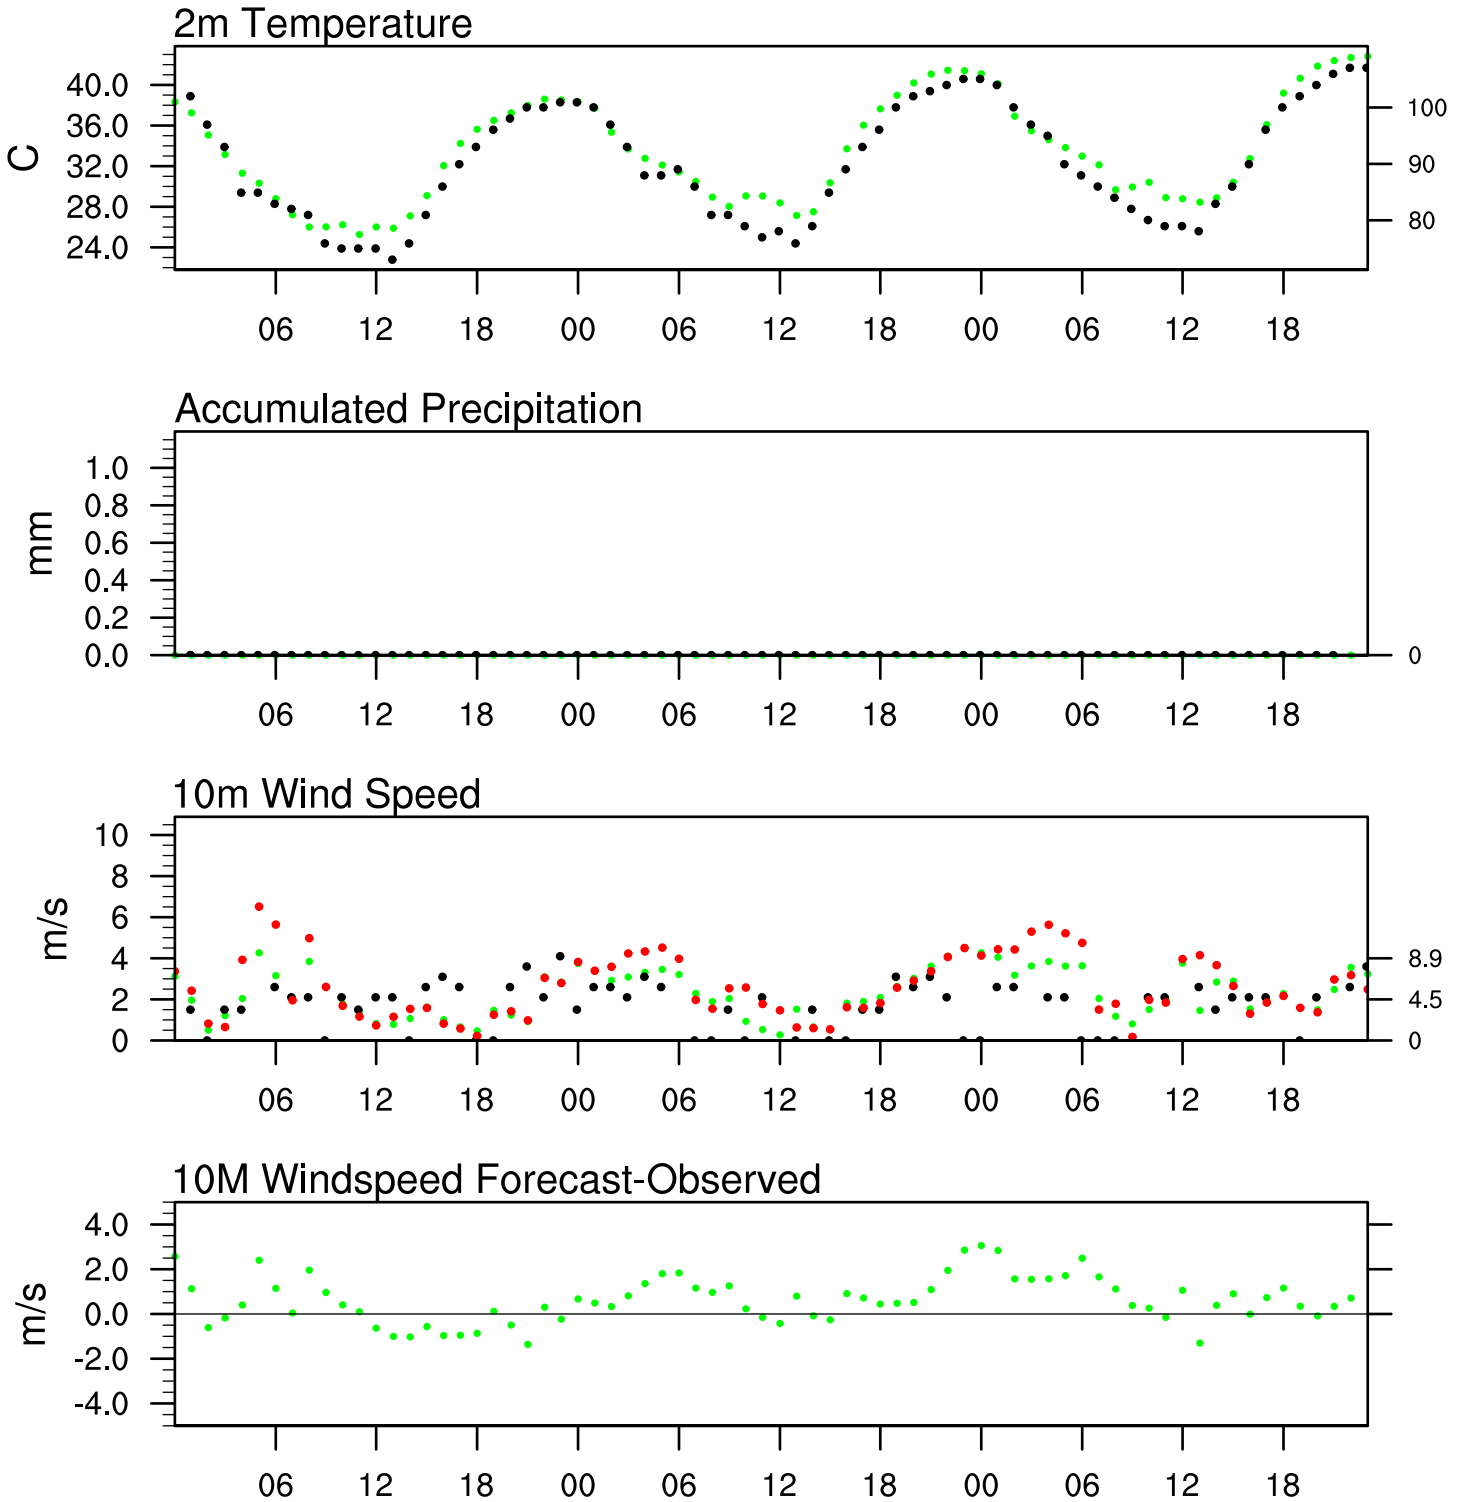 2m Temperature
40.0
36.0
32.0
28.0
24.0
C
100
90
80
06 12 18 00 06 12 18 00 06 12 18
Accumulated Precipitation
1.0
0.8
0.6
0.4
0.2
0.0
mm
0
06 12 18 00 06 12 18 00 06 12 18
10m Wind Speed
10
8
6
4
2
0
m/s
8.9
4.5
0
06 12 18 00 06 12 18 00 06 12 18
10M Windspeed Forecast-Observed
4.0
2.0
0.0
-2.0
-4.0
m/s
06 12 18 00 06 12 18 00 06 12 18